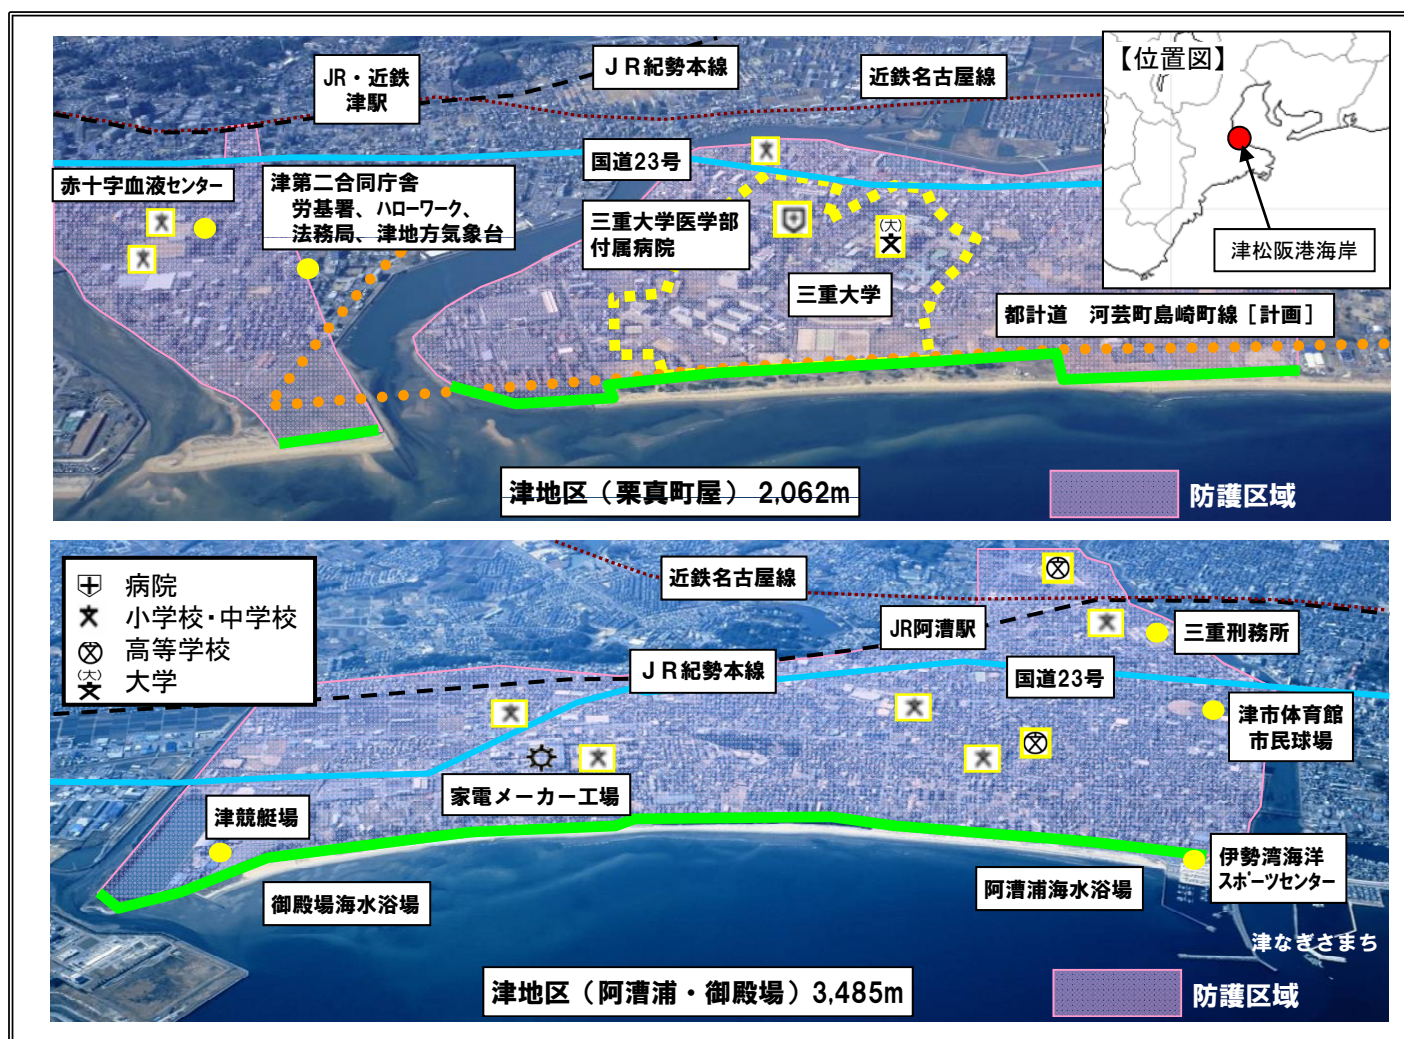 JR・近鉄
津駅
ＪＲ紀勢本線
近鉄名古屋線
【位置図】
津松阪港海岸
国道23号
赤十字血液センター
津第二合同庁舎
労基署、ハローワーク、
法務局、津地方気象台
三重大学医学部
付属病院
(大)
文
三重大学
都計道　河芸町島崎町線［計画］
津地区（栗真町屋）2,062m
防護区域
病院
小学校・中学校
高等学校
(大)
文
大学
近鉄名古屋線
JR阿漕駅
三重刑務所
ＪＲ紀勢本線
国道23号
津市体育館
市民球場
家電メーカー工場
津競艇場
御殿場海水浴場
阿漕浦海水浴場
伊勢湾海洋
スポーツセンター
津なぎさまち
津地区（阿漕浦・御殿場）3,485m
防護区域